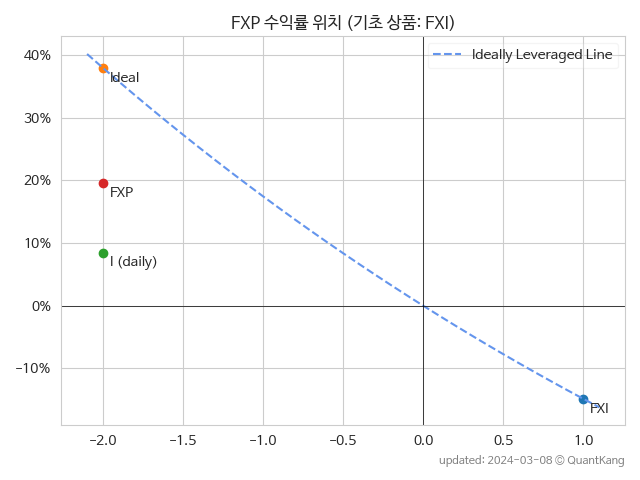 FXP 수익률 위치 (기초 상품: FXI)
Ideally Leveraged Line
40%
30%
20%
10%
0%
−10%
Ideal
FXP
I (daily)
FXI
−2.0
−1.5
−1.0
−0.5
0.0
0.5
1.0
updated: 2024-03-08 © QuantKang